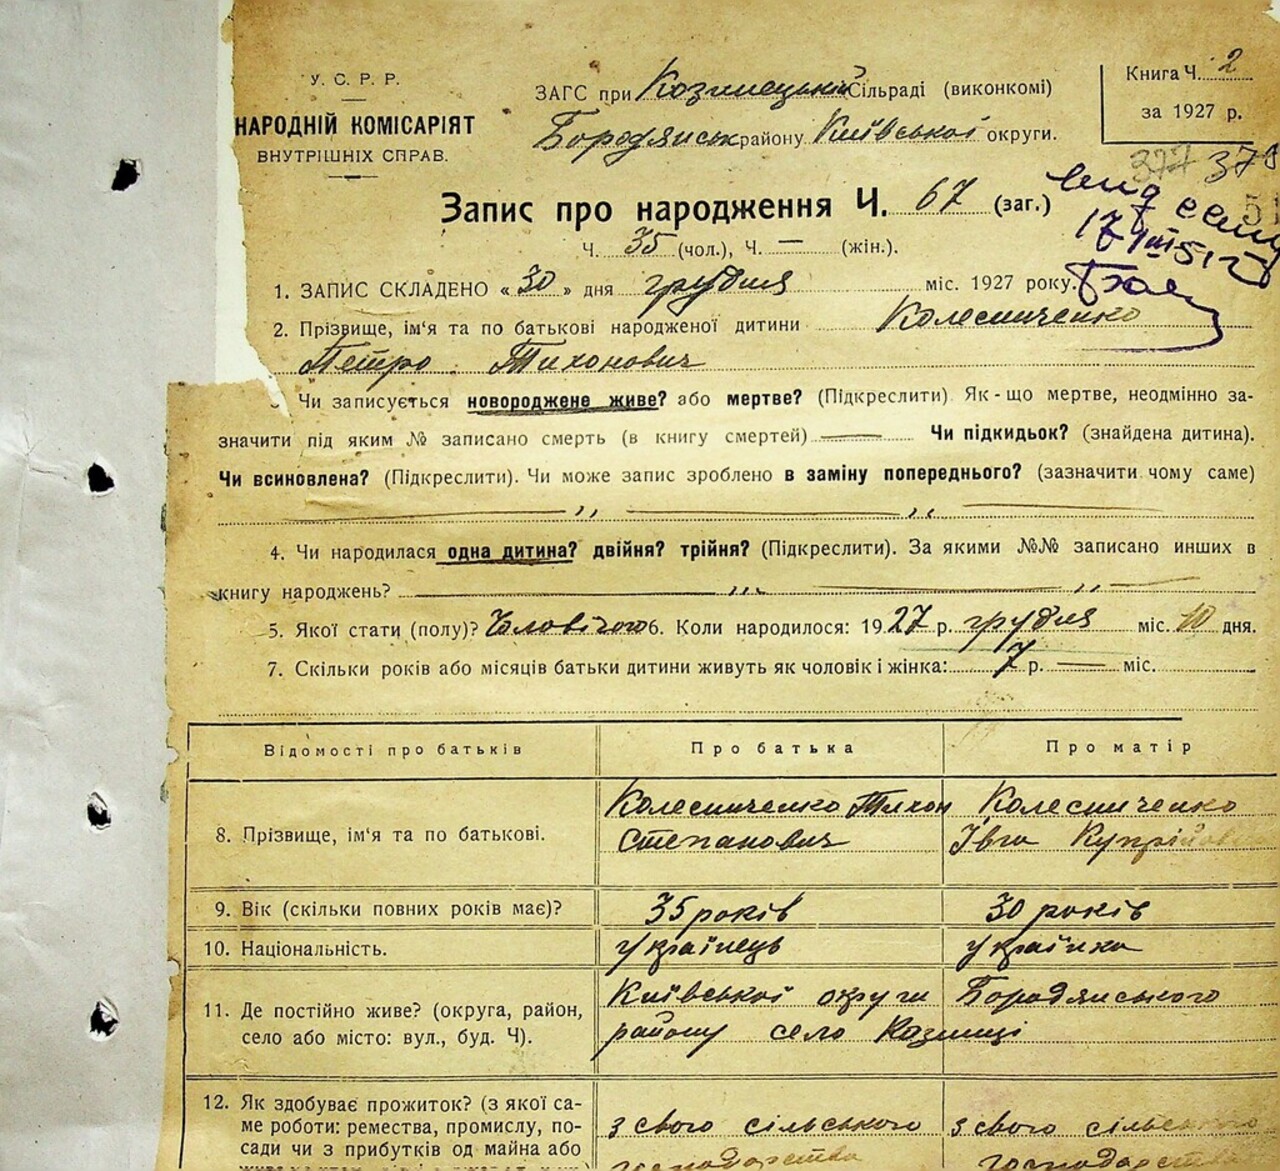 У. С. Р. Р.
НАРОДНІЙ КОМІСАРІЯТ
ВНУТРІШНІХ СПРАВ.
ЗАГС при Козинецький Сільраді (виконкомі)
Бородянськ району Київської округи.
Книга Ч. 2
за 1927 р.
377 37
51
Запис про народження Ч. 67 (заг.)
Ч. 35 (чол.), Ч. — (жін.).
1. ЗАПИС СКЛАДЕНО « 30 » дня грудня міс. 1927 року.
2. Прізвище, ім'я та по батькові народженої дитини Колесниченко
Петро Тихонович
Чи записується новороджене живе? або мертве? (Підкреслити) Як-що мертве, неодмінно за-
значити під яким № записано смерть (в книгу смертей) — Чи підкидьок? (знайдена дитина).
Чи всиновлена? (Підкреслити). Чи може запис зроблено в заміну попереднього? (зазначити чому саме)
— „ — „ —
4. Чи народилася одна дитина? двійня? трійня? (Підкреслити). За якими №№ записано инших в
книгу народжень? — „ — „ —
5. Якої стати (полу)? Чоловічого 6. Коли народилося: 1927 р. грудня міс. 10 дня.
7. Скільки років або місяців батьки дитини живуть як чоловік і жінка: 7 р. — міс.
Відомості про батьків Про батька Про матір
8. Прізвище, ім'я та по батькові. Колесниченко Тихон Степанович Колесниченко Івга
9. Вік (скільки повних років має)? 35 років 30 років
10. Національність. Українець українка
11. Де постійно живе? (округа, район,
село або місто: вул., буд. Ч).
Київської округи Бородянського
району село Козинці
12. Як здобуває прожиток? (з якої са-
ме роботи: ремества, промислу, по-
сади чи з прибутків од майна або
з свого сільського господарства
з свого сільського господарства